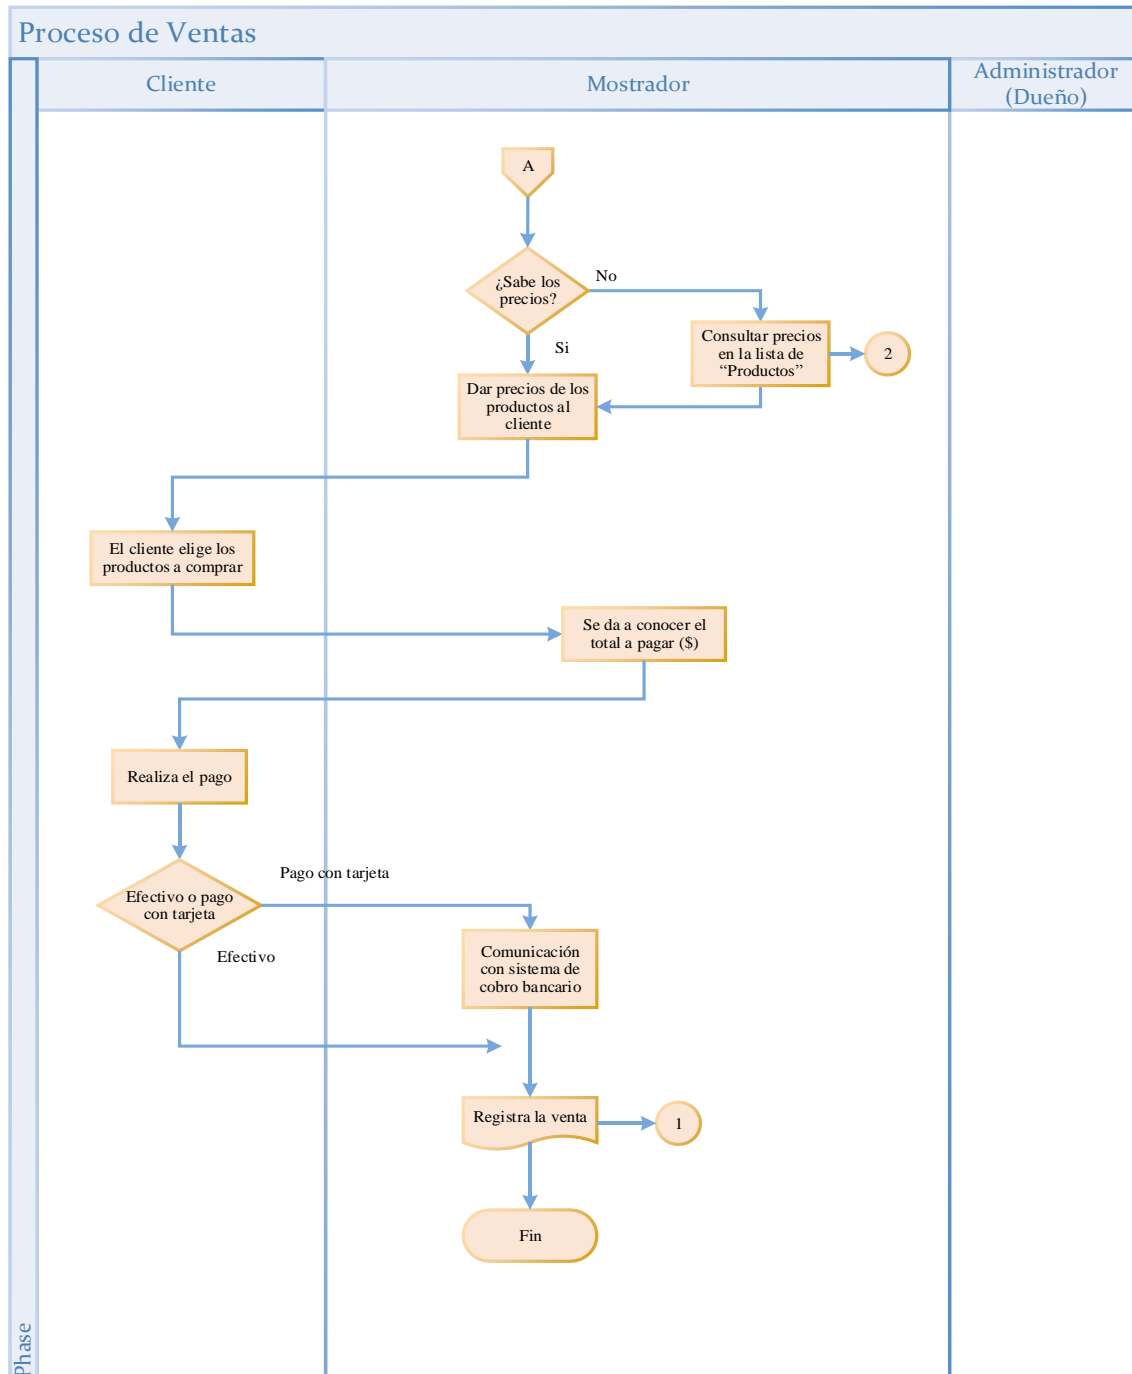 Proceso de Ventas
Cliente
Mostrador
Administrador
(Dueño)
A
¿Sabe los
precios?
No
Si
Consultar precios
en la lista de
“Productos”
2
Dar precios de los
productos al
cliente
El cliente elige los
productos a comprar
Se da a conocer el
total a pagar ($)
Realiza el pago
Efectivo o pago
con tarjeta
Pago con tarjeta
Efectivo
Comunicación
con sistema de
cobro bancario
Registra la venta
1
Fin
Phase